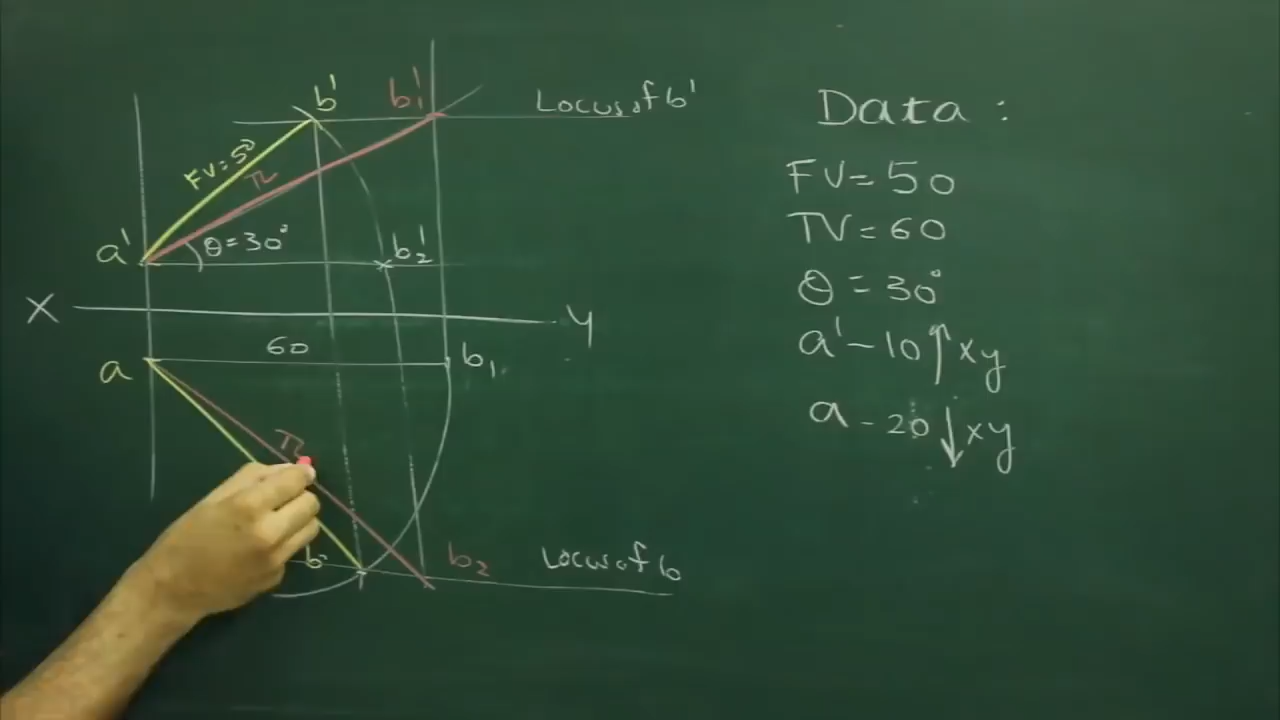 b'
b'1
Locus of b'
FV=50
TL
a'
θ=30°
b'2
X
Y
60
a
b1
TL
b
b2
Locus of b
Data :
FV=50
TV=60
θ=30°
a'-10↑xy
a-20↓xy